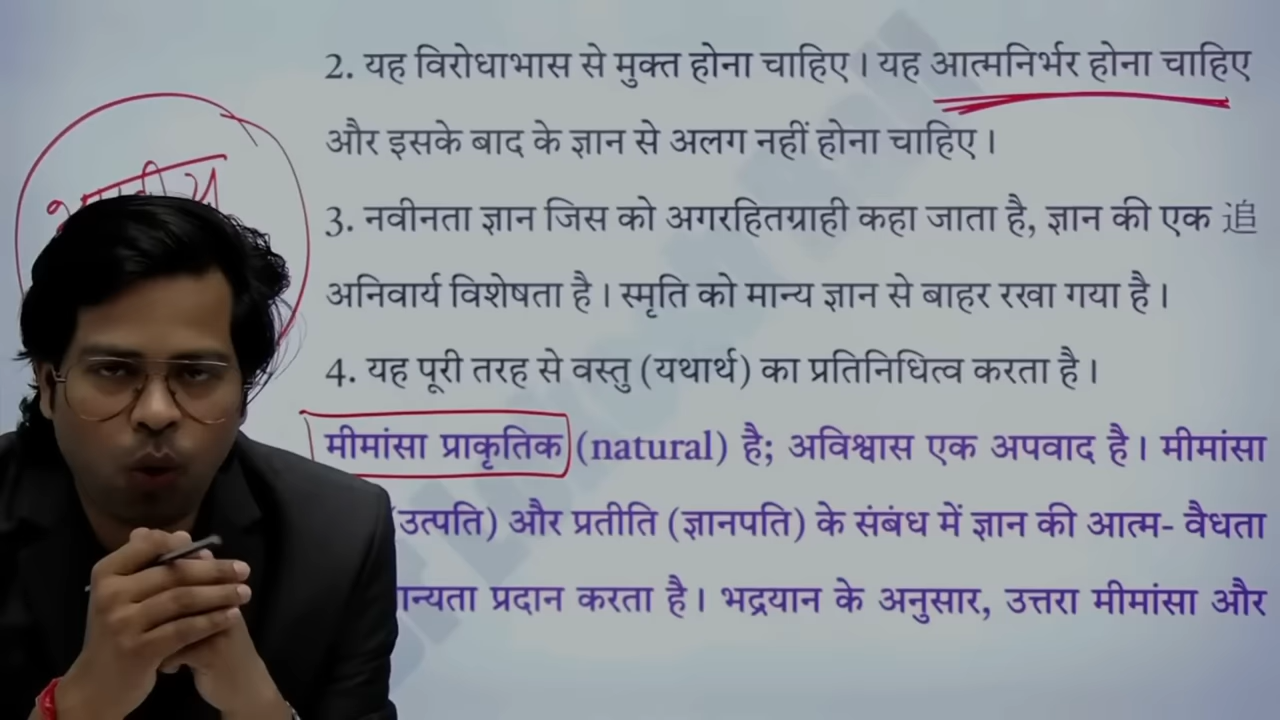 2. यह विरोधाभास से मुक्त होना चाहिए। यह आत्मनिर्भर होना चाहिए
और इसके बाद के ज्ञान से अलग नहीं होना चाहिए।
3. नवीनता ज्ञान जिस को अगरहितग्राही कहा जाता है, ज्ञान की एक 追
अनिवार्य विशेषता है। स्मृति को मान्य ज्ञान से बाहर रखा गया है।
4. यह पूरी तरह से वस्तु (यथार्थ) का प्रतिनिधित्व करता है।
मीमांसा प्राकृतिक (natural) है; अविश्वास एक अपवाद है। मीमांसा
(उत्पति) और प्रतीति (ज्ञानपति) के संबंध में ज्ञान की आत्म- वैधता
प्रदान करता है। भद्रयान के अनुसार, उत्तरा मीमांसा और